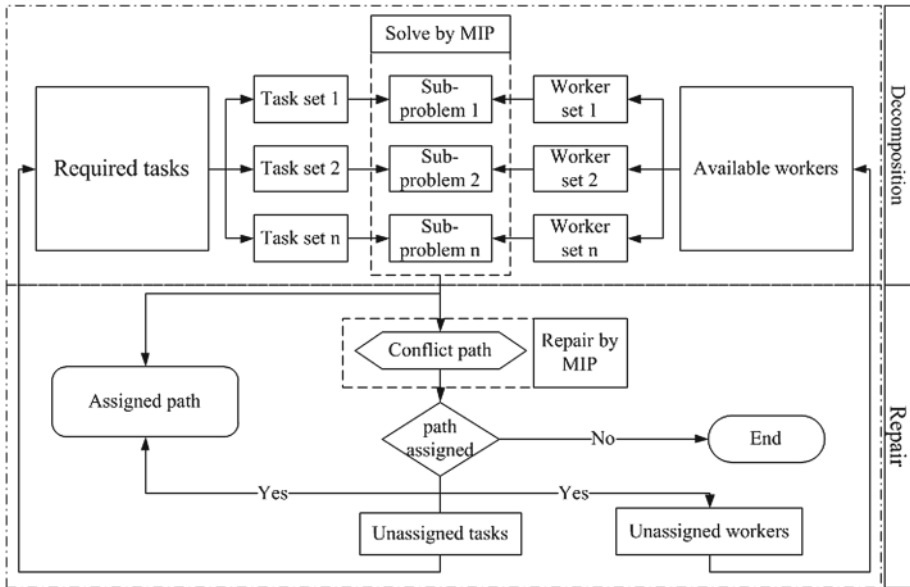 Solve by MIP
Required tasks
Task set 1
Task set 2
Task set n
Sub-
problem 1
Sub-
problem 2
Sub-
problem n
Worker
set 1
Worker
set 2
Worker
set n
Available workers
Decomposition
Conflict path
Repair by
MIP
Assigned path
path
assigned
No
End
Yes
Yes
Unassigned tasks
Unassigned workers
Repair